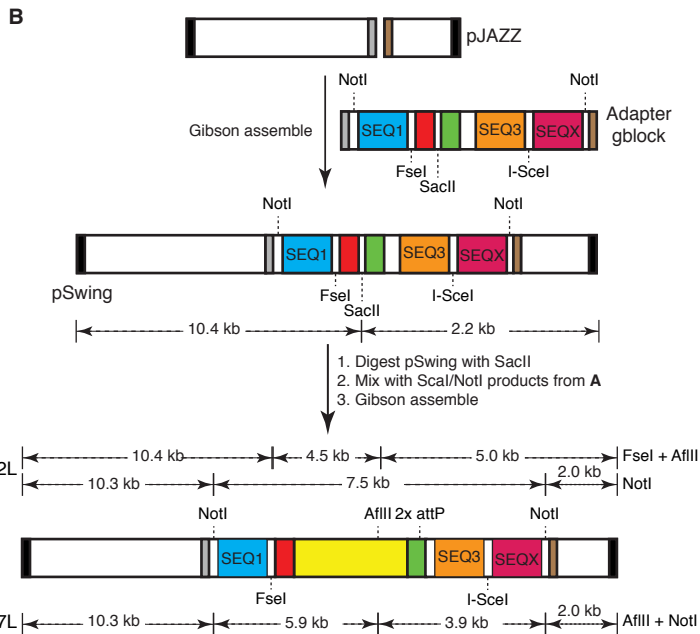 B
pJAZZ
NotI
NotI
Gibson assemble
SEQ1
SEQ3
SEQX
Adapter
gblock
FseI
SacII
I-SceI
NotI
NotI
SEQ1
SEQ3
SEQX
pSwing
FseI
SacII
I-SceI
10.4 kb
2.2 kb
1. Digest pSwing with SacII
2. Mix with ScaI/NotI products from A
3. Gibson assemble
10.4 kb
4.5 kb
5.0 kb
FseI + AflII
2L
10.3 kb
7.5 kb
2.0 kb
NotI
NotI
AflII 2x attP
NotI
SEQ1
SEQ3
SEQX
FseI
I-SceI
7L
10.3 kb
5.9 kb
3.9 kb
2.0 kb
AflII + NotI